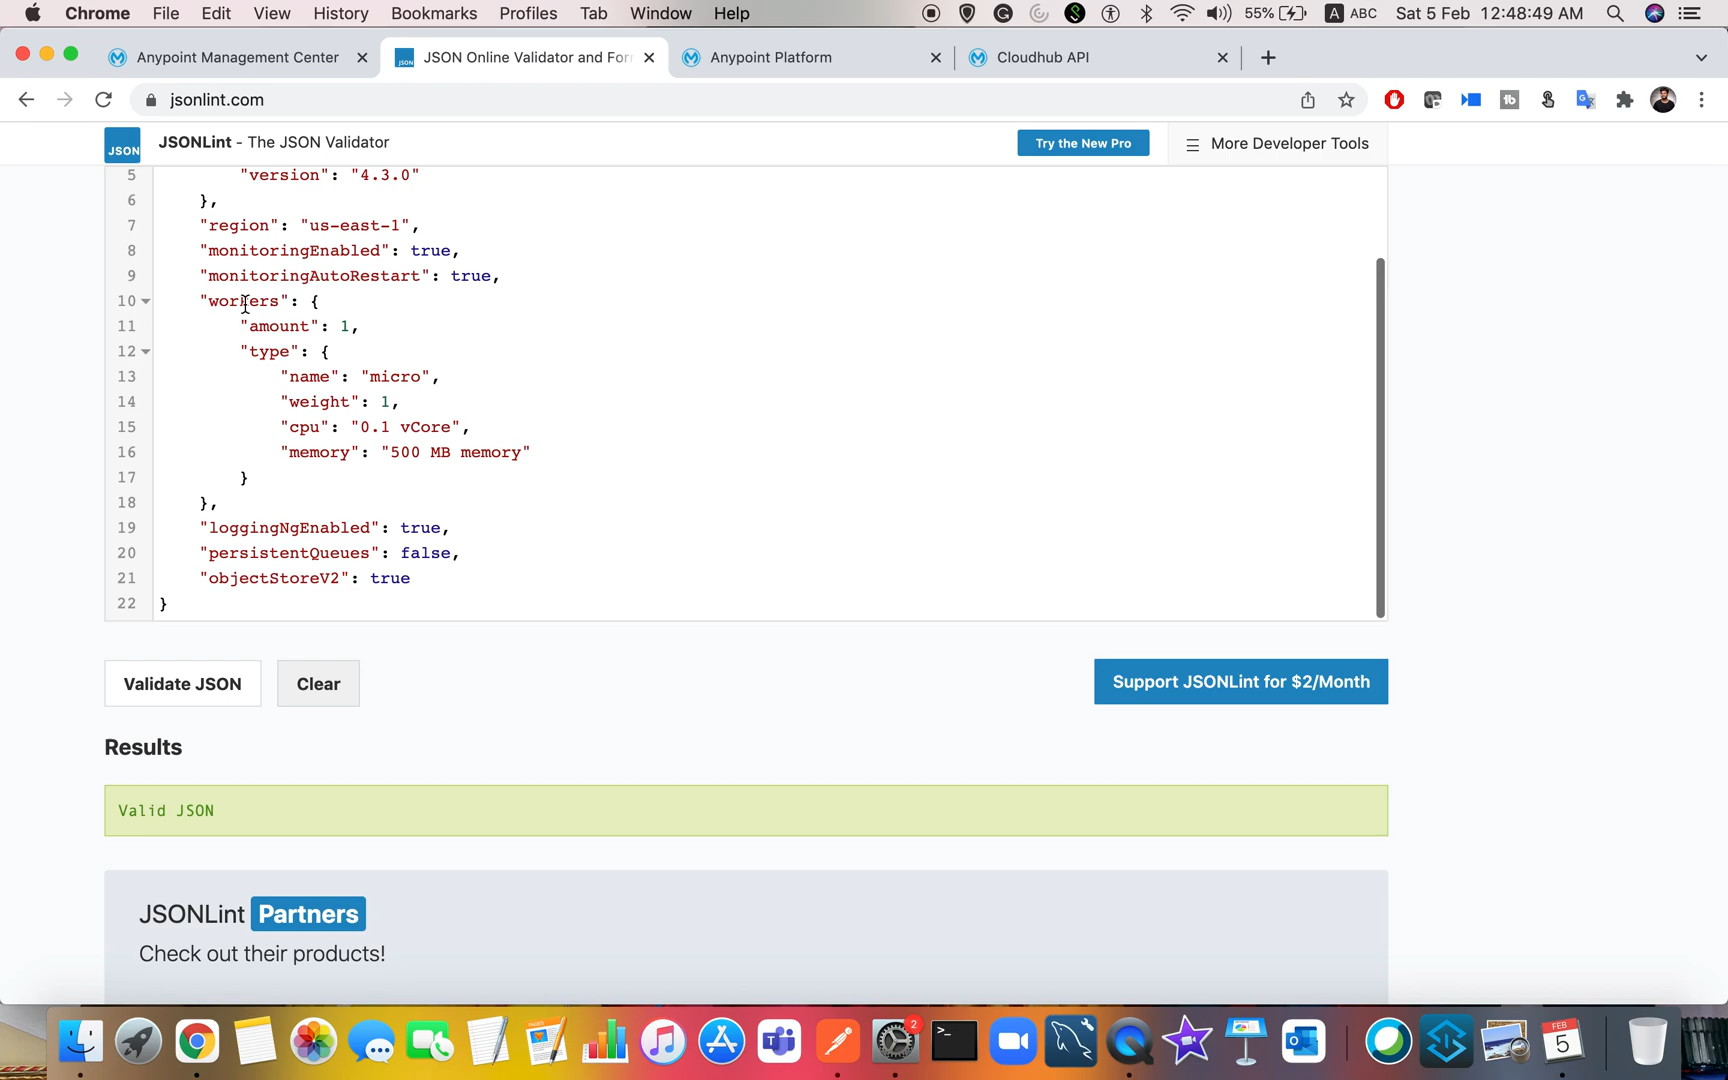 Chrome File Edit View History Bookmarks Profiles Tab Window Help 55% A ABC Sat 5 Feb 12:48:49 AM
Anypoint Management Center JSON Online Validator and For Anypoint Platform Cloudhub API
jsonlint.com
JSON JSONLint - The JSON Validator Try the New Pro More Developer Tools
5 "version": "4.3.0"
6 },
7 "region": "us-east-1",
8 "monitoringEnabled": true,
9 "monitoringAutoRestart": true,
10 "workers": {
11 "amount": 1,
12 "type": {
13 "name": "micro",
14 "weight": 1,
15 "cpu": "0.1 vCore",
16 "memory": "500 MB memory"
17 }
18 },
19 "loggingNgEnabled": true,
20 "persistentQueues": false,
21 "objectStoreV2": true
22 }
Validate JSON Clear Support JSONLint for $2/Month
Results
Valid JSON
JSONLint Partners
Check out their products!
2
FEB
5